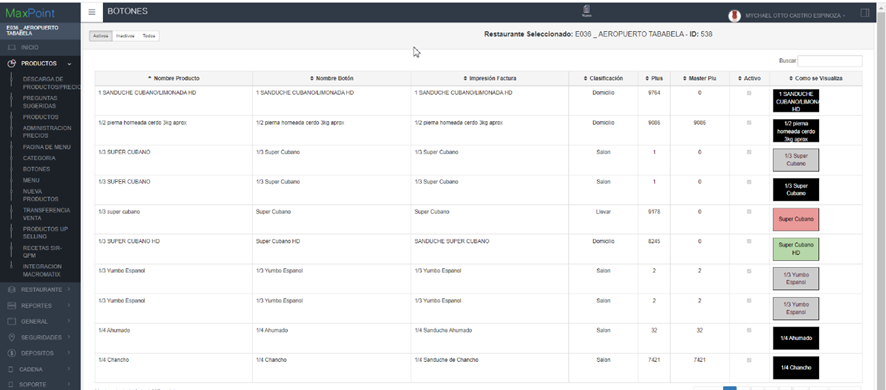 MaxPoint
E036 _ AEROPUERTO
TABABELA
INICIO
PRODUCTOS
DESCARGA DE
PRODUCTOS/PRECIO
PREGUNTAS
SUGERIDAS
PRODUCTOS
ADMINISTRACION
PRECIOS
PAGINA DE MENU
CATEGORIA
BOTONES
MENU
NUEVA
PRODUCTOS
TRANSFERENCIA
VENTA
PRODUCTOS UP
SELLING
RECETAS SIR-
QPM
INTEGRACION
MACROMATIX
RESTAURANTE
REPORTES
GENERAL
SEGURIDADES
DEPOSITOS
CADENA
SOPORTE
BOTONES
MYCHAEL OTTO CASTRO ESPINOZA
Activos Inactivos Todos
Restaurante Seleccionado: E036 _ AEROPUERTO TABABELA - ID: 538
Buscar
Nombre Producto Nombre Botón Impresión Factura Clasificación Plus Master Plu Activo Como se Visualiza
1 SANDUCHE CUBANO/LIMONADA HD 1 SANDUCHE CUBANO/LIMONADA HD 1 SANDUCHE CUBANO/LIMONADA HD Domicilio 9764 0 1 SANDUCHE
CUBANO/LIMONA
HD
1/2 pierna horneada cerdo 3kg aprox 1/2 pierna horneada cerdo 3kg aprox 1/2 pierna horneada cerdo 3kg aprox Domicilio 9086 9086 1/2 pierna
horneada cerdo
3kg aprox
1/3 SUPER CUBANO 1/3 Super Cubano 1/3 Super Cubano Salon 1 0 1/3 Super
Cubano
1/3 SUPER CUBANO 1/3 Super Cubano 1/3 Super Cubano Salon 1 0 1/3 Super
Cubano
1/3 super cubano Super Cubano Super Cubano Llevar 9178 0 Super Cubano
1/3 SUPER CUBANO HD Super Cubano HD SANDUCHE SUPER CUBANO Domicilio 8245 0 Super Cubano
HD
1/3 Yumbo Espanol 1/3 Yumbo Espanol 1/3 Yumbo Espanol Salon 2 2 1/3 Yumbo
Espanol
1/3 Yumbo Espanol 1/3 Yumbo Espanol 1/3 Yumbo Espanol Salon 2 2 1/3 Yumbo
Espanol
1/4 Ahumado 1/4 Ahumado 1/4 Sanduche Ahumado Salon 32 32 1/4 Ahumado
1/4 Chancho 1/4 Chancho 1/4 Sanduche de Chancho Salon 7421 7421 1/4 Chancho